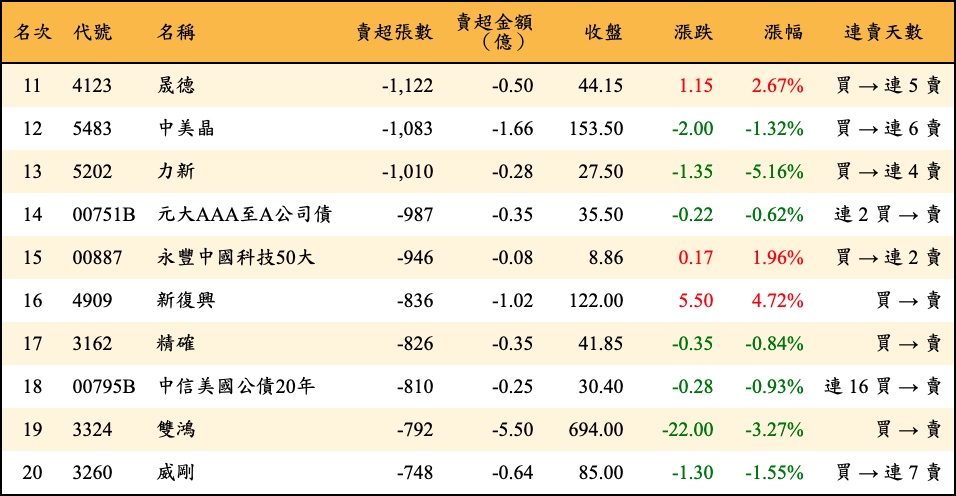 名次 代號 名稱 賣超張數 賣超金額（億） 收盤 漲跌 漲幅 連賣天數
11 4123 晟德 -1,122 -0.50 44.15 1.15 2.67% 買 → 連 5 賣
12 5483 中美晶 -1,083 -1.66 153.50 -2.00 -1.32% 買 → 連 6 賣
13 5202 力新 -1,010 -0.28 27.50 -1.35 -5.16% 買 → 連 4 賣
14 00751B 元大AAA至A公司債 -987 -0.35 35.50 -0.22 -0.62% 連 2 買 → 賣
15 00887 永豐中國科技50大 -946 -0.08 8.86 0.17 1.96% 買 → 連 2 賣
16 4909 新復興 -836 -1.02 122.00 5.50 4.72% 買 → 賣
17 3162 精確 -826 -0.35 41.85 -0.35 -0.84% 買 → 賣
18 00795B 中信美國公債20年 -810 -0.25 30.40 -0.28 -0.93% 連 16 買 → 賣
19 3324 雙鴻 -792 -5.50 694.00 -22.00 -3.27% 買 → 賣
20 3260 威剛 -748 -0.64 85.00 -1.30 -1.55% 買 → 連 7 賣